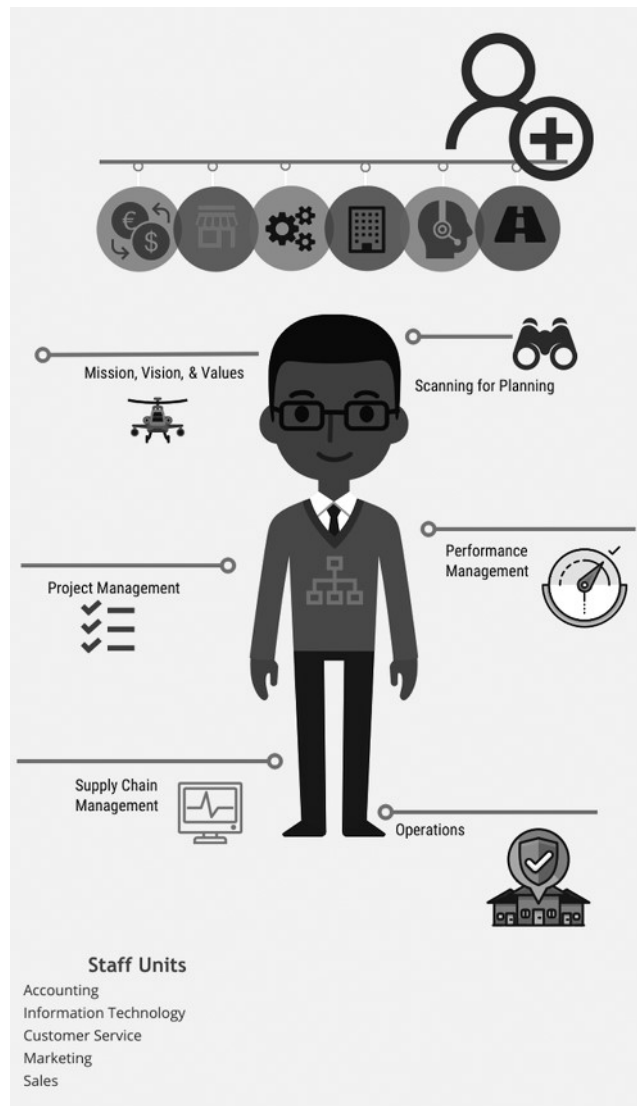 Mission, Vision, & Values
Scanning for Planning
Performance
Management
Project Management
Supply Chain
Management
Operations
Staff Units
Accounting
Information Technology
Customer Service
Marketing
Sales